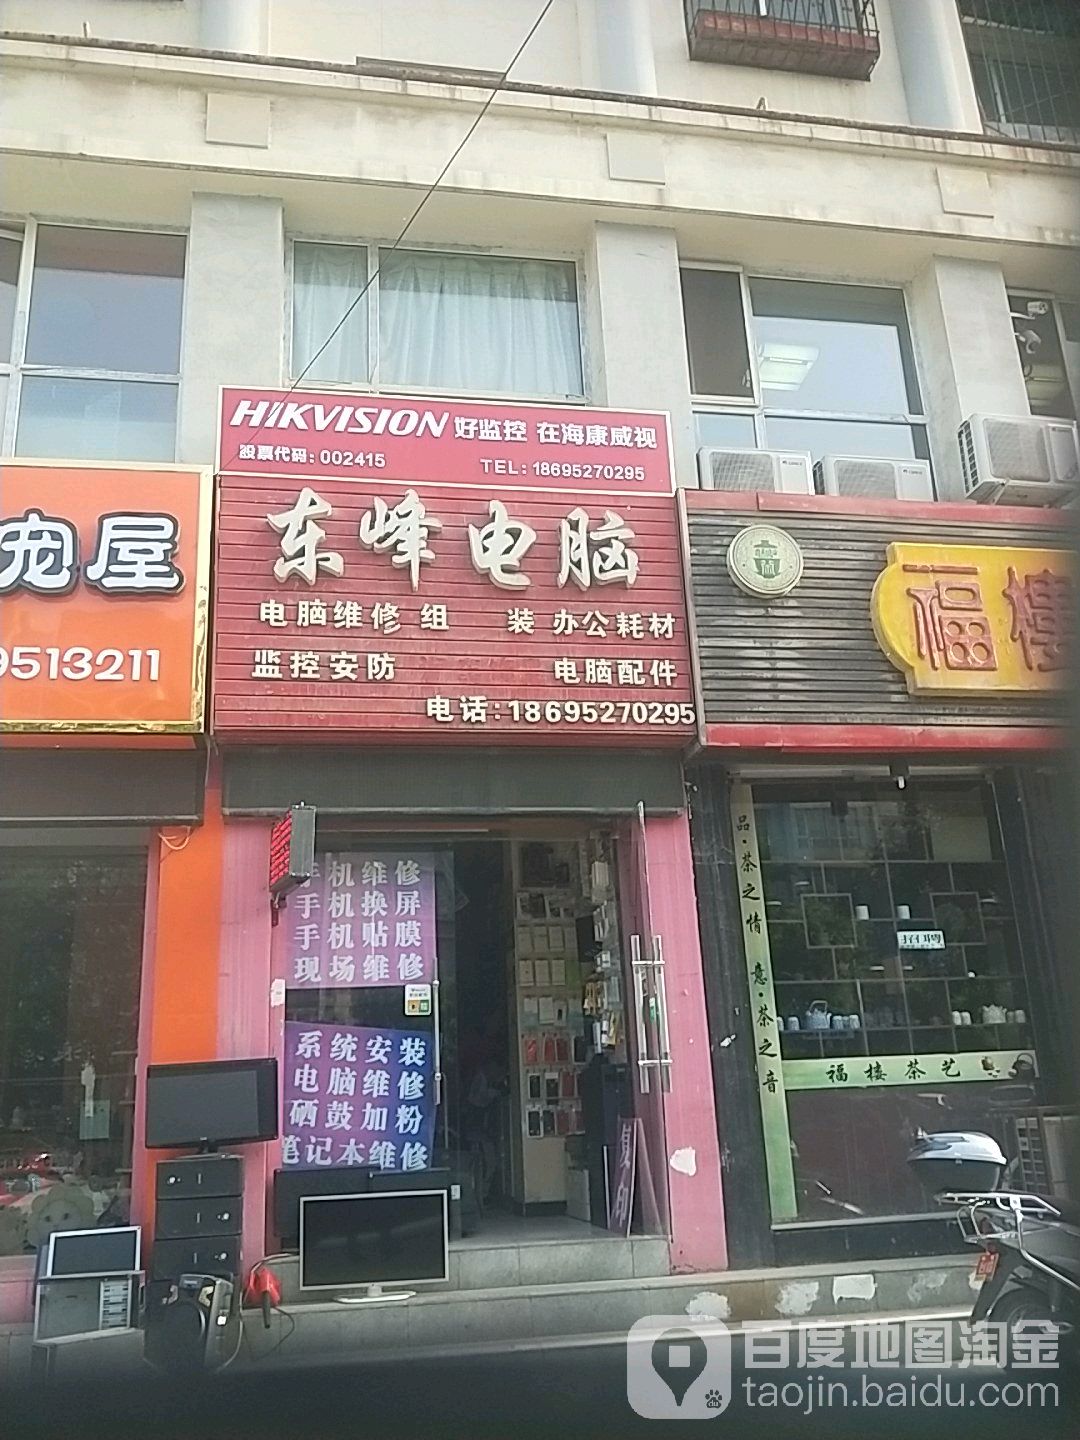 HIKVISION 好监控 在海康威视
股票代码：002415 TEL：18695270295
东峰电脑
电脑维修 组 装 办公耗材
监控安防 电脑配件
电话：18695270295
宠屋
9513211
福楼
手机维修
手机换屏
手机贴膜
现场维修
系统安装
电脑维修
硒鼓加粉
笔记本维修
复印
品·茶之情 意·茶之音
招聘
福楼茶艺
百度地图淘金
taojin.baidu.com